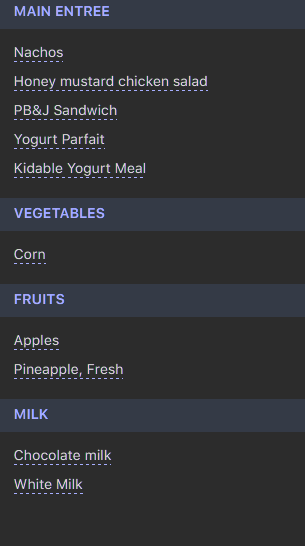 MAIN ENTREE
Nachos
Honey mustard chicken salad
PB&J Sandwich
Yogurt Parfait
Kidable Yogurt Meal
VEGETABLES
Corn
FRUITS
Apples
Pineapple, Fresh
MILK
Chocolate milk
White Milk